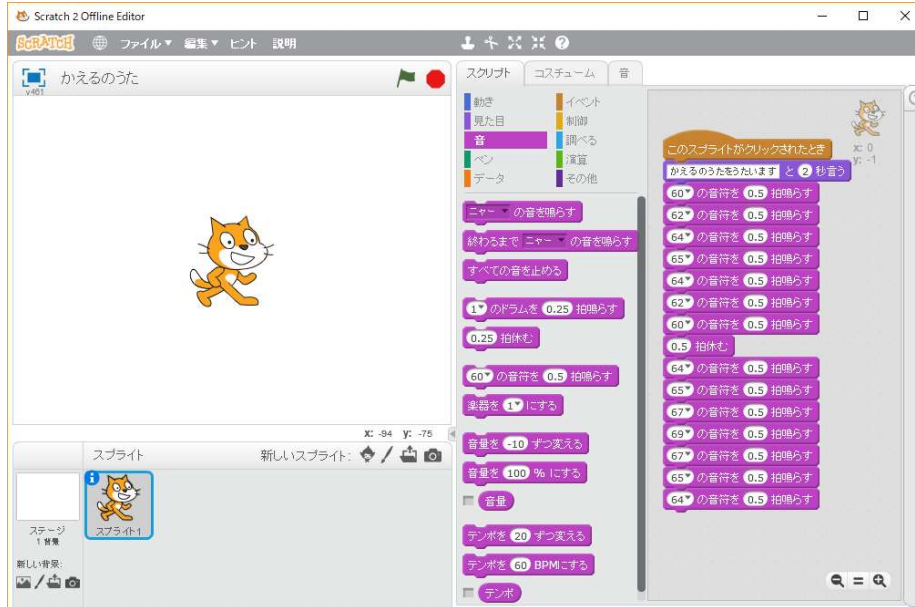 Scratch 2 Offline Editor
SCRATCH ファイル▼ 編集▼ ヒント 説明
v461
かえるのうた
x: -94 y: -75
スプライト 新しいスプライト:
ステージ
1 背景
新しい背景:
スプライト1
スクリプト コスチューム 音
動き イベント
見た目 制御
音 調べる
ペン 演算
データ その他
ニャー▼ の音を鳴らす
終わるまで ニャー▼ の音を鳴らす
すべての音を止める
1▼ のドラムを 0.25 拍鳴らす
0.25 拍休む
60▼ の音符を 0.5 拍鳴らす
楽器を 1▼ にする
音量を -10 ずつ変える
音量を 100 % にする
音量
テンポを 20 ずつ変える
テンポを 60 BPMにする
テンポ
x: 0
y: -1
このスプライトがクリックされたとき
かえるのうたをうたいます と 2 秒言う
60▼ の音符を 0.5 拍鳴らす
62▼ の音符を 0.5 拍鳴らす
64▼ の音符を 0.5 拍鳴らす
65▼ の音符を 0.5 拍鳴らす
64▼ の音符を 0.5 拍鳴らす
62▼ の音符を 0.5 拍鳴らす
60▼ の音符を 0.5 拍鳴らす
0.5 拍休む
64▼ の音符を 0.5 拍鳴らす
65▼ の音符を 0.5 拍鳴らす
67▼ の音符を 0.5 拍鳴らす
69▼ の音符を 0.5 拍鳴らす
67▼ の音符を 0.5 拍鳴らす
65▼ の音符を 0.5 拍鳴らす
64▼ の音符を 0.5 拍鳴らす